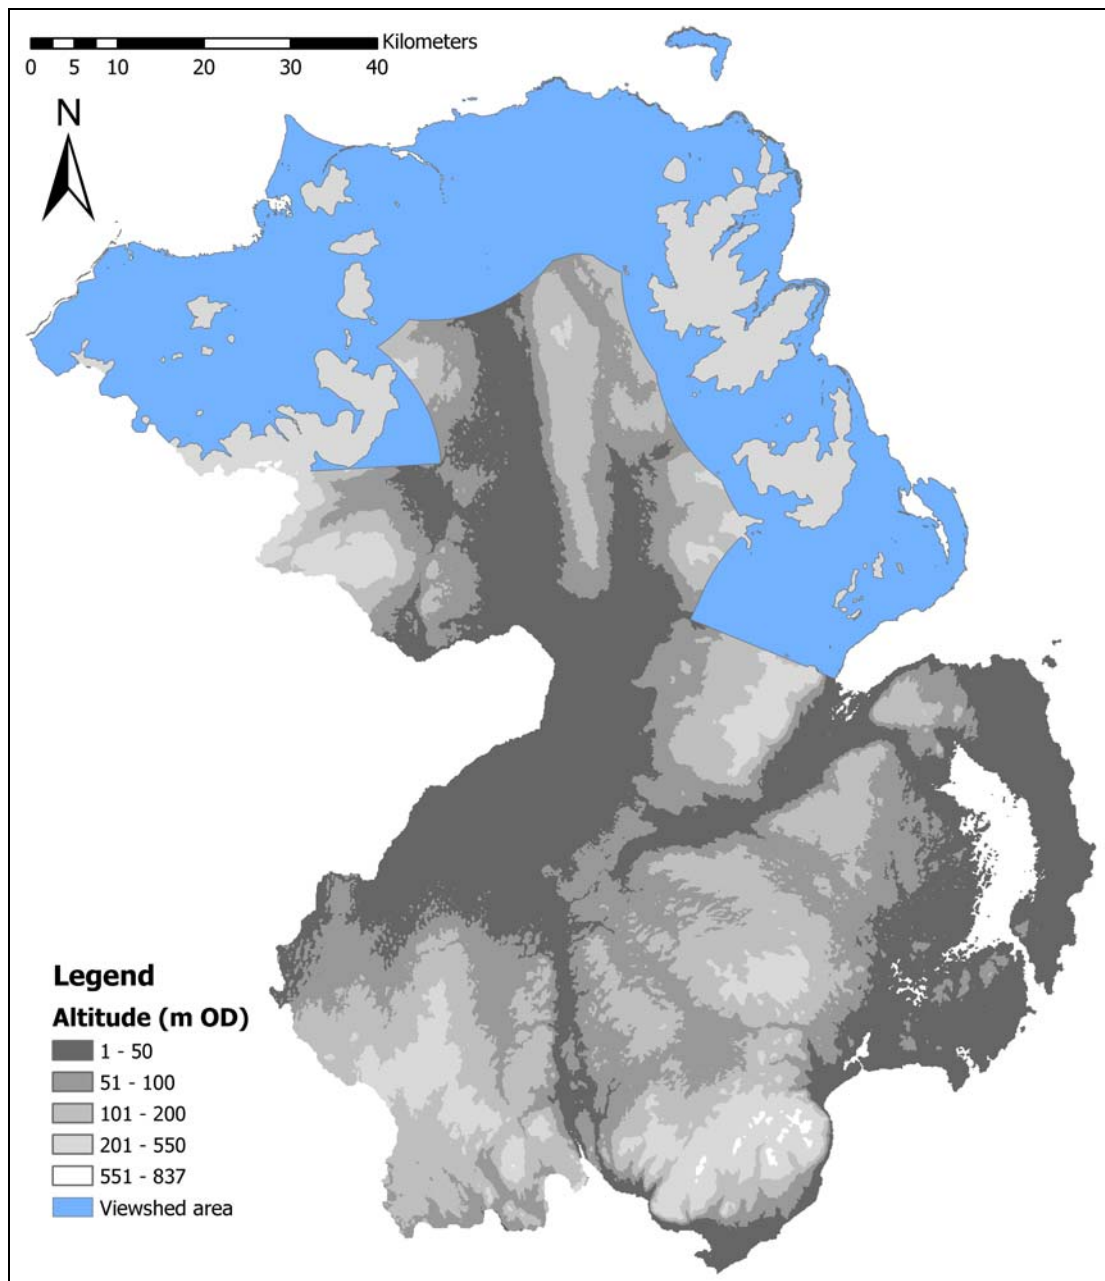 Kilometers
0 5 10 20 30 40
N
Legend
Altitude (m OD)
1 - 50
51 - 100
101 - 200
201 - 550
551 - 837
Viewshed area